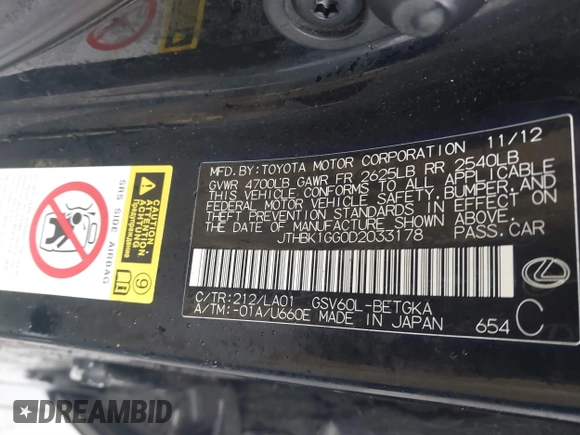 MFD. BY: TOYOTA MOTOR CORPORATION 11/12
GVWR 4700LB GAWR FR 2625LB RR 2540LB
THIS VEHICLE CONFORMS TO ALL APPLICABLE
FEDERAL MOTOR VEHICLE SAFETY, BUMPER, AND
THEFT PREVENTION STANDARDS IN EFFECT ON
THE DATE OF MANUFACTURE SHOWN ABOVE.
JTHBK1GG0D2033178 PASS. CAR
C/TR: 212/LA01 GSV60L-BETGKA
A/TM: -01A/U660E MADE IN JAPAN 654 C
SRS SIDE AIRBAG
CAUTION
ATTENTION
ACHTUNG
9
DREAMBID